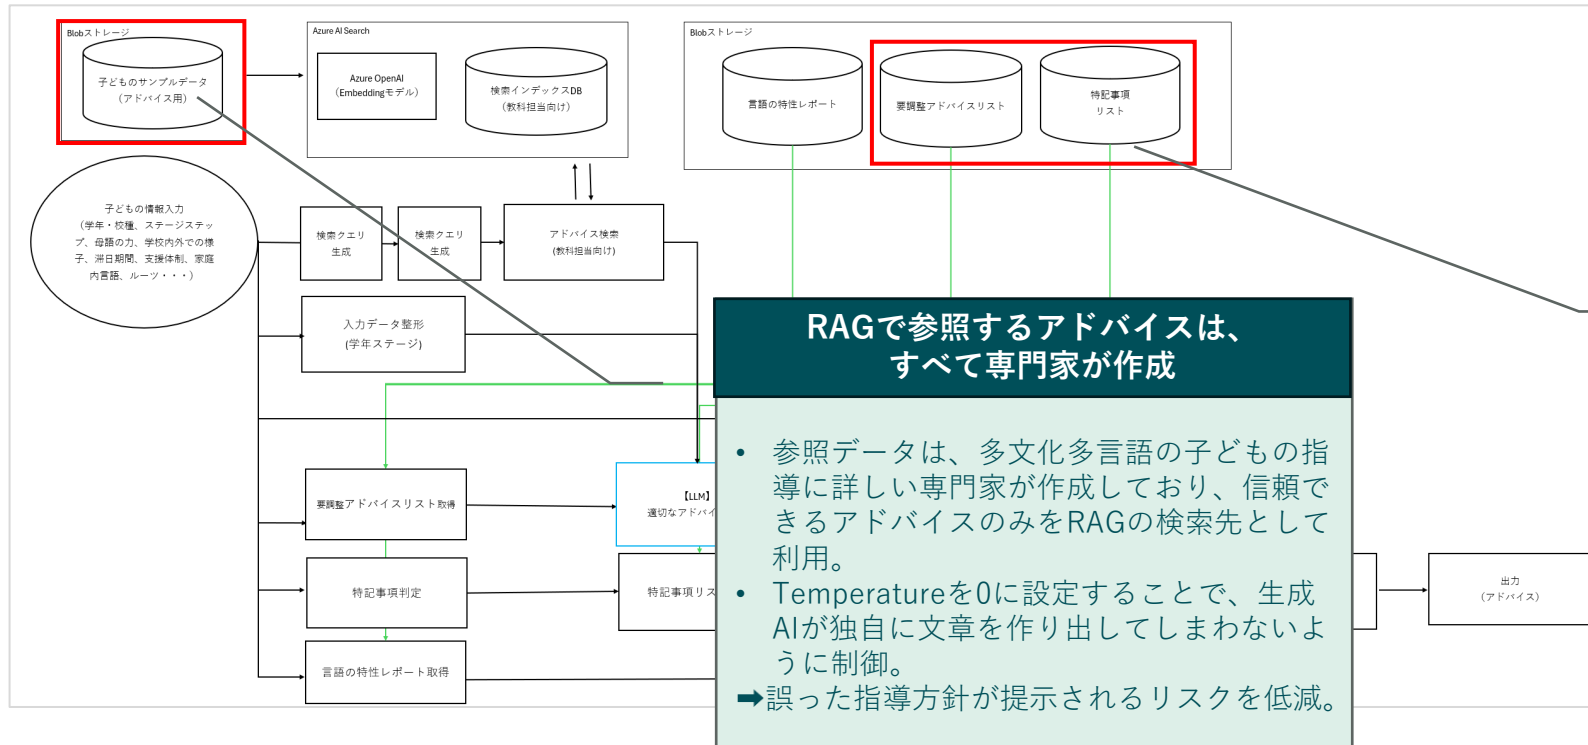 Blobストレージ
子どものサンプルデータ
（アドバイス用）
Azure AI Search
Azure OpenAI
（Embeddingモデル）
検索インデックスDB
（教科担当向け）
Blobストレージ
言語の特性レポート
要調整アドバイスリスト
特記事項
リスト
子どもの情報入力
（学年・校種、ステージステッ
プ、母語の力、学校内外での様
子、滞日期間、支援体制、家庭
内言語、ルーツ・・・）
検索クエリ
生成
検索クエリ
生成
アドバイス検索
(教科担当向け)
入力データ整形
(学年ステージ)
要調整アドバイスリスト取得
【LLM】
適切なアドバイ
特記事項判定
特記事項リス
言語の特性レポート取得
RAGで参照するアドバイスは、
すべて専門家が作成
• 参照データは、多文化多言語の子どもの指
導に詳しい専門家が作成しており、信頼で
きるアドバイスのみをRAGの検索先として
利用。
• Temperatureを0に設定することで、生成
AIが独自に文章を作り出してしまわないよ
うに制御。
➡誤った指導方針が提示されるリスクを低減。
出力
（アドバイス）